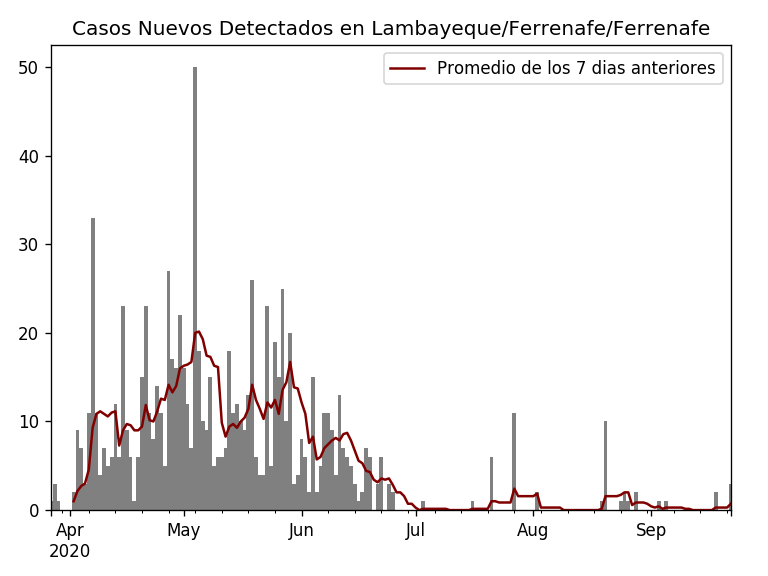 Casos Nuevos Detectados en Lambayeque/Ferrenafe/Ferrenafe
Promedio de los 7 dias anteriores
50
40
30
20
10
0
Apr May Jun Jul Aug Sep
2020